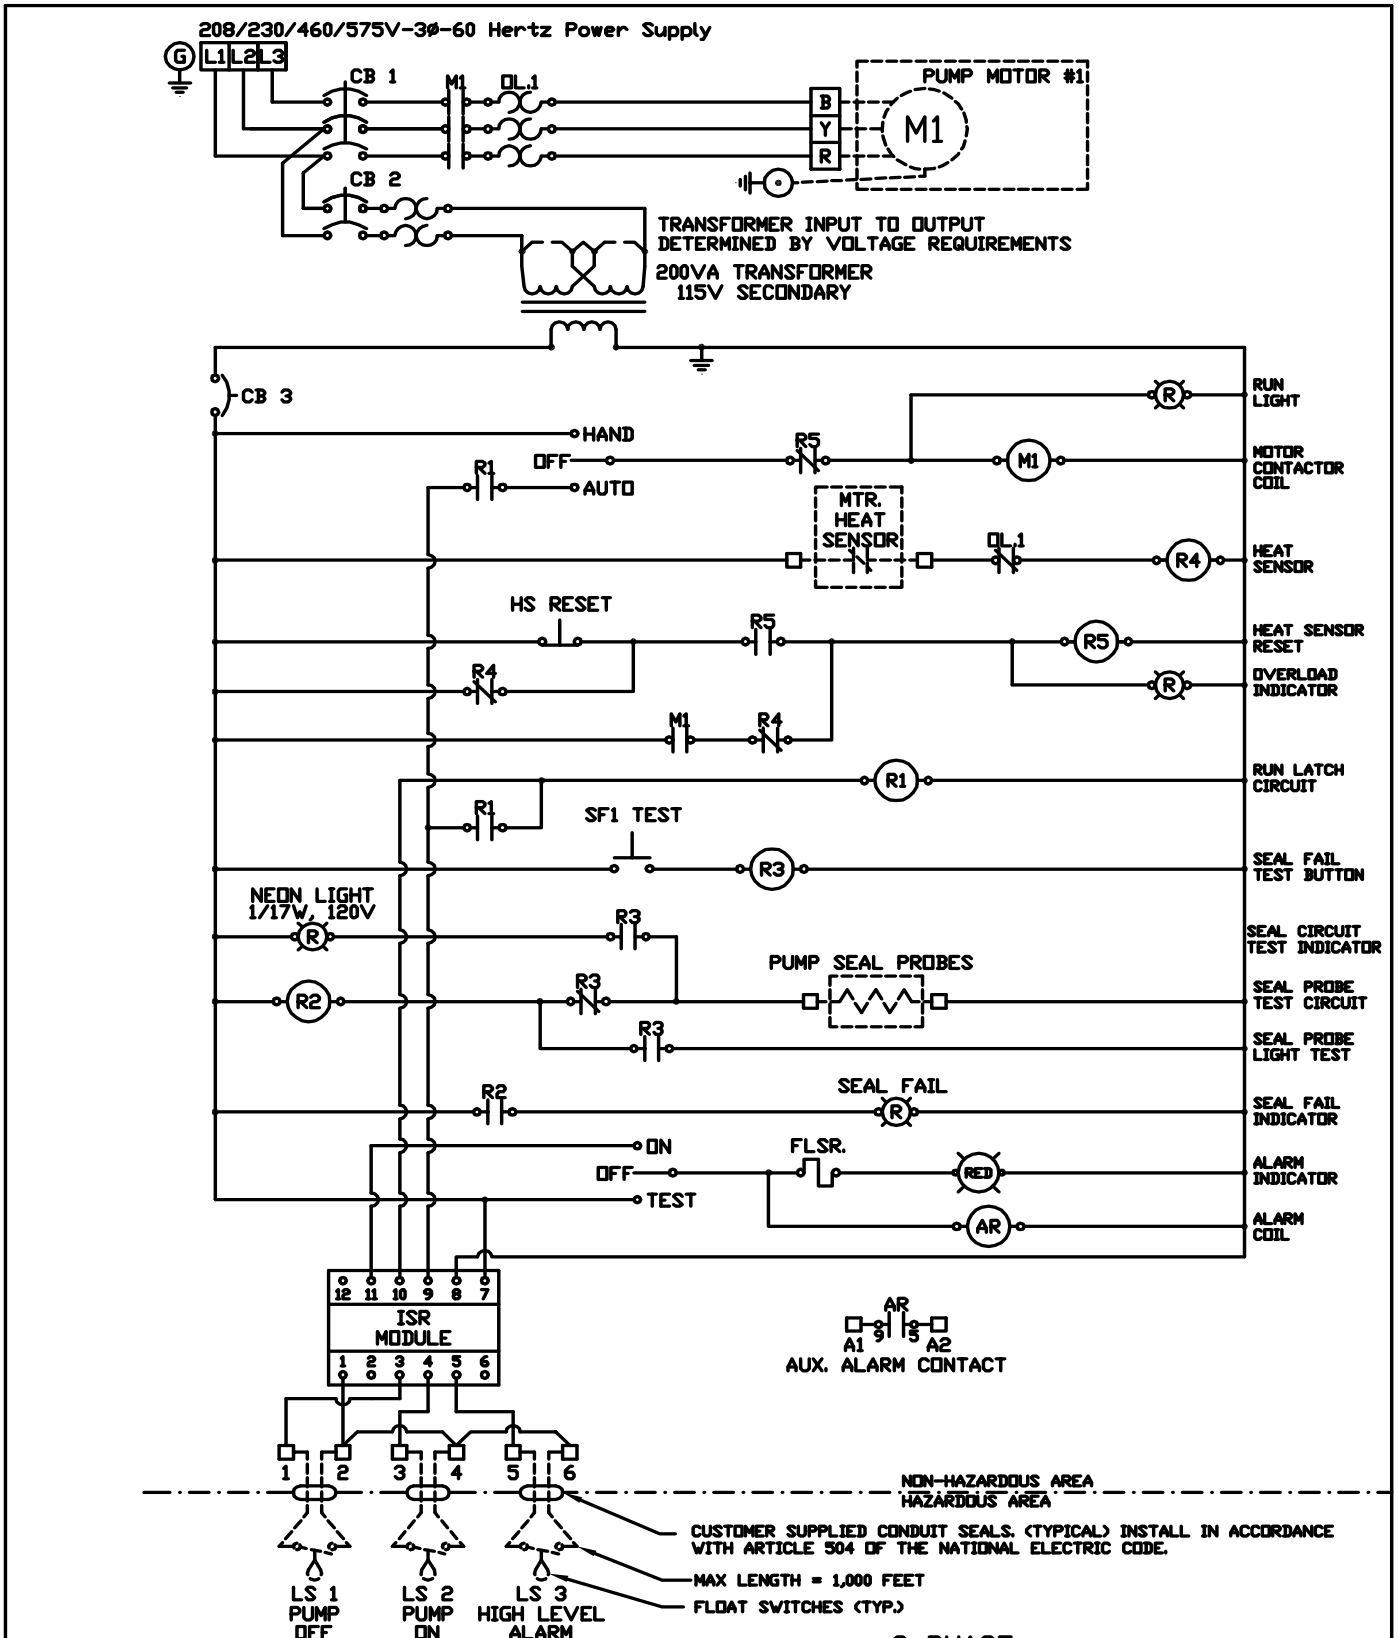 208/230/460/575V-3ø-60 Hertz Power Supply
G L1 L2 L3
CB 1
M1
OL.1
PUMP MOTOR #1
B
Y
R
M1
CB 2
TRANSFORMER INPUT TO OUTPUT
DETERMINED BY VOLTAGE REQUIREMENTS
200VA TRANSFORMER
115V SECONDARY
CB 3
R
RUN
LIGHT
HAND
OFF
R5
M1
MOTOR
CONTACTOR
COIL
R1
AUTO
MTR.
HEAT
SENSOR
OL.1
R4
HEAT
SENSOR
HS RESET
R5
R5
HEAT SENSOR
RESET
R4
R
OVERLOAD
INDICATOR
M1
R4
R1
RUN LATCH
CIRCUIT
R1
SF1 TEST
R3
SEAL FAIL
TEST BUTTON
NEON LIGHT
1/17W, 120V
R
R3
SEAL CIRCUIT
TEST INDICATOR
PUMP SEAL PROBES
R2
R3
SEAL PROBE
TEST CIRCUIT
R3
SEAL PROBE
LIGHT TEST
R2
SEAL FAIL
R
SEAL FAIL
INDICATOR
ON
OFF
FLSR.
RED
ALARM
INDICATOR
TEST
AR
ALARM
COIL
12 11 10 9 8 7
ISR
MODULE
1 2 3 4 5 6
AR
A1 9 5 A2
AUX. ALARM CONTACT
1 2 3 4 5 6
NON-HAZARDOUS AREA
HAZARDOUS AREA
CUSTOMER SUPPLIED CONDUIT SEALS. (TYPICAL) INSTALL IN ACCORDANCE
WITH ARTICLE 504 OF THE NATIONAL ELECTRIC CODE.
MAX LENGTH = 1,000 FEET
FLOAT SWITCHES (TYP.)
LS 1
PUMP
OFF
LS 2
PUMP
ON
LS 3
HIGH LEVEL
ALARM